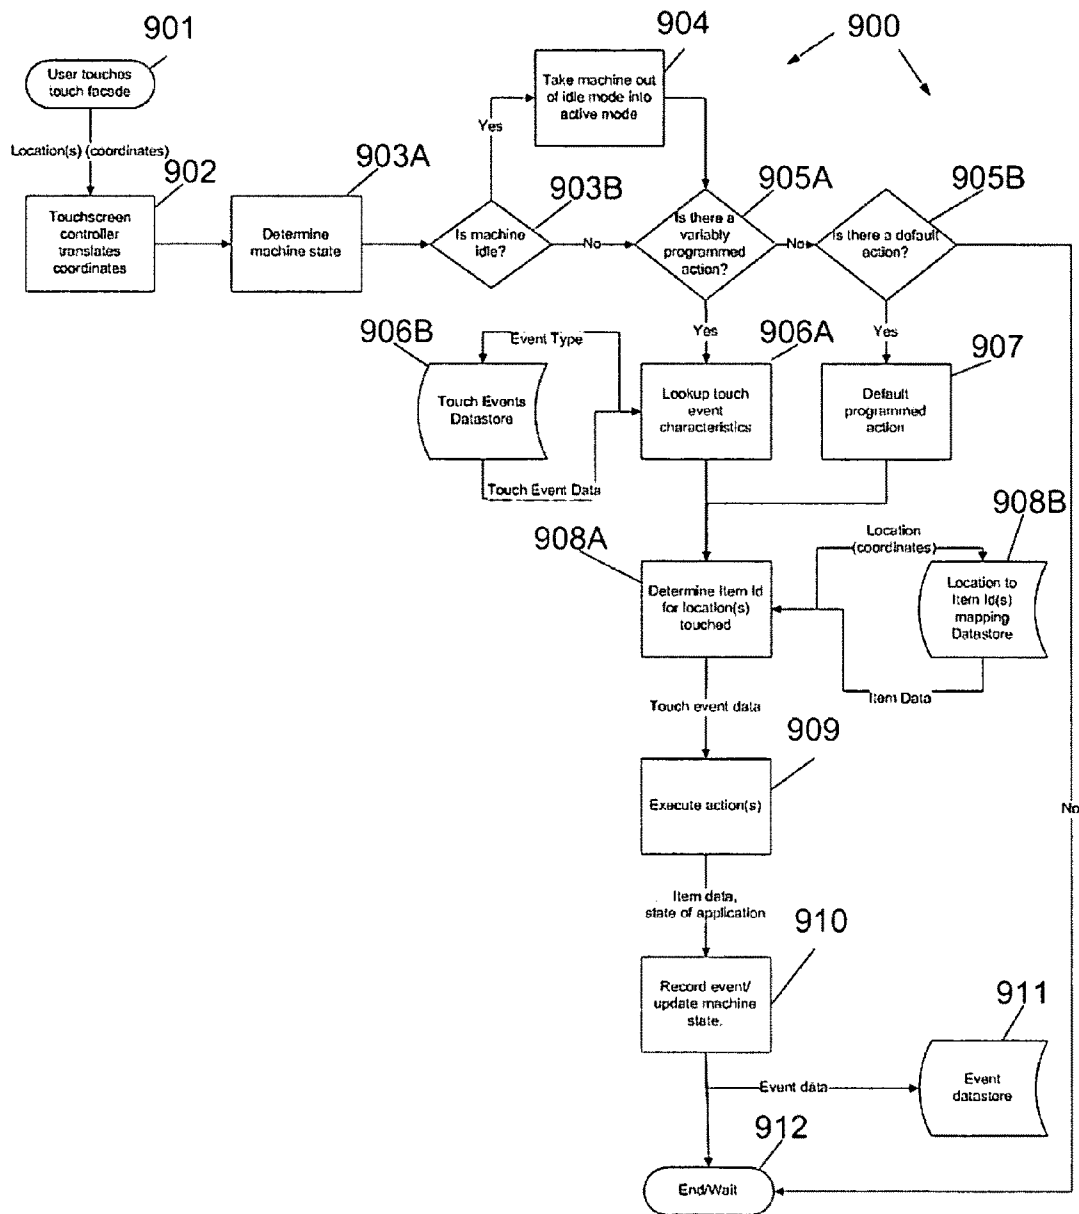 901
904
900
User touches
touch facade
Take machine out
of idle mode into
active mode
Yes
Location(s) (coordinates)
902
903A
903B
905A
905B
Touchscreen
controller
translates
coordinates
Determine
machine state
Is machine
idle?
No
Is there a
variably
programmed
action?
No
Is there a default
action?
906B
Event Type
Yes
906A
Yes
907
Touch Events
Datastore
Lookup touch
event
characteristics
Default
programmed
action
Touch Event Data
908A
Location
(coordinates)
908B
Determine Item Id
for location(s)
touched
Location to
Item Id(s)
mapping
Datastore
Item Data
Touch event data
909
Execute action(s)
No
Item data,
state of application
910
Record event/
update machine
state.
911
Event data
Event
datastore
912
End/Wait